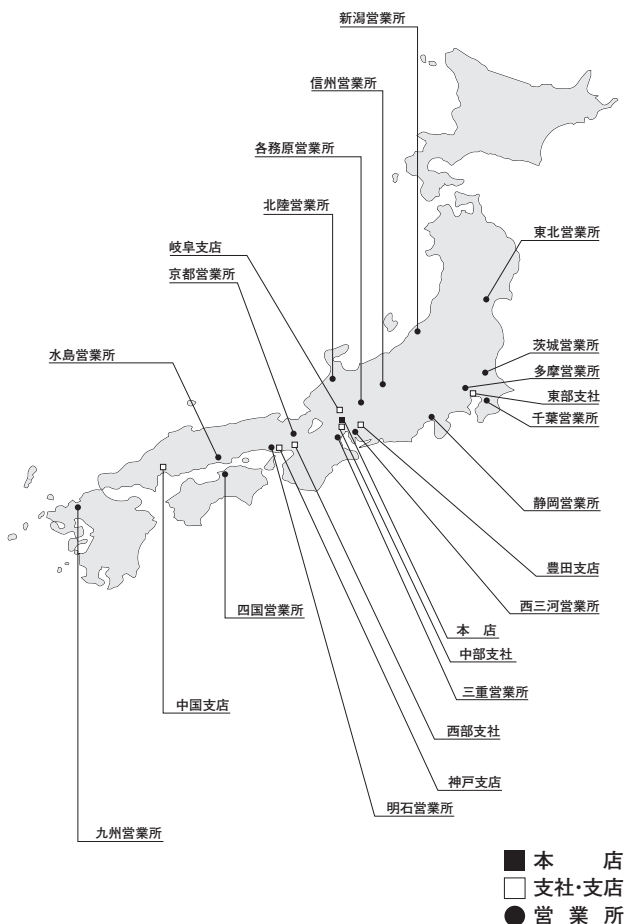 新潟営業所
信州営業所
各務原営業所
北陸営業所
東北営業所
岐阜支店
京都営業所
茨城営業所
水島営業所
多摩営業所
東部支社
千葉営業所
静岡営業所
豊田支店
西三河営業所
四国営業所
本　店
中部支社
三重営業所
中国支店
西部支社
神戸支店
明石営業所
九州営業所
本　店
支社・支店
営 業 所